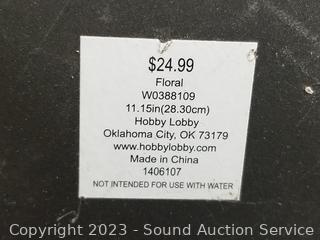 $24.99
Floral
W0388109
11.15in(28.30cm)
Hobby Lobby
Oklahoma City, OK 73179
www.hobbylobby.com
Made in China
1406107
NOT INTENDED FOR USE WITH WATER
Copyright 2023 - Sound Auction Service